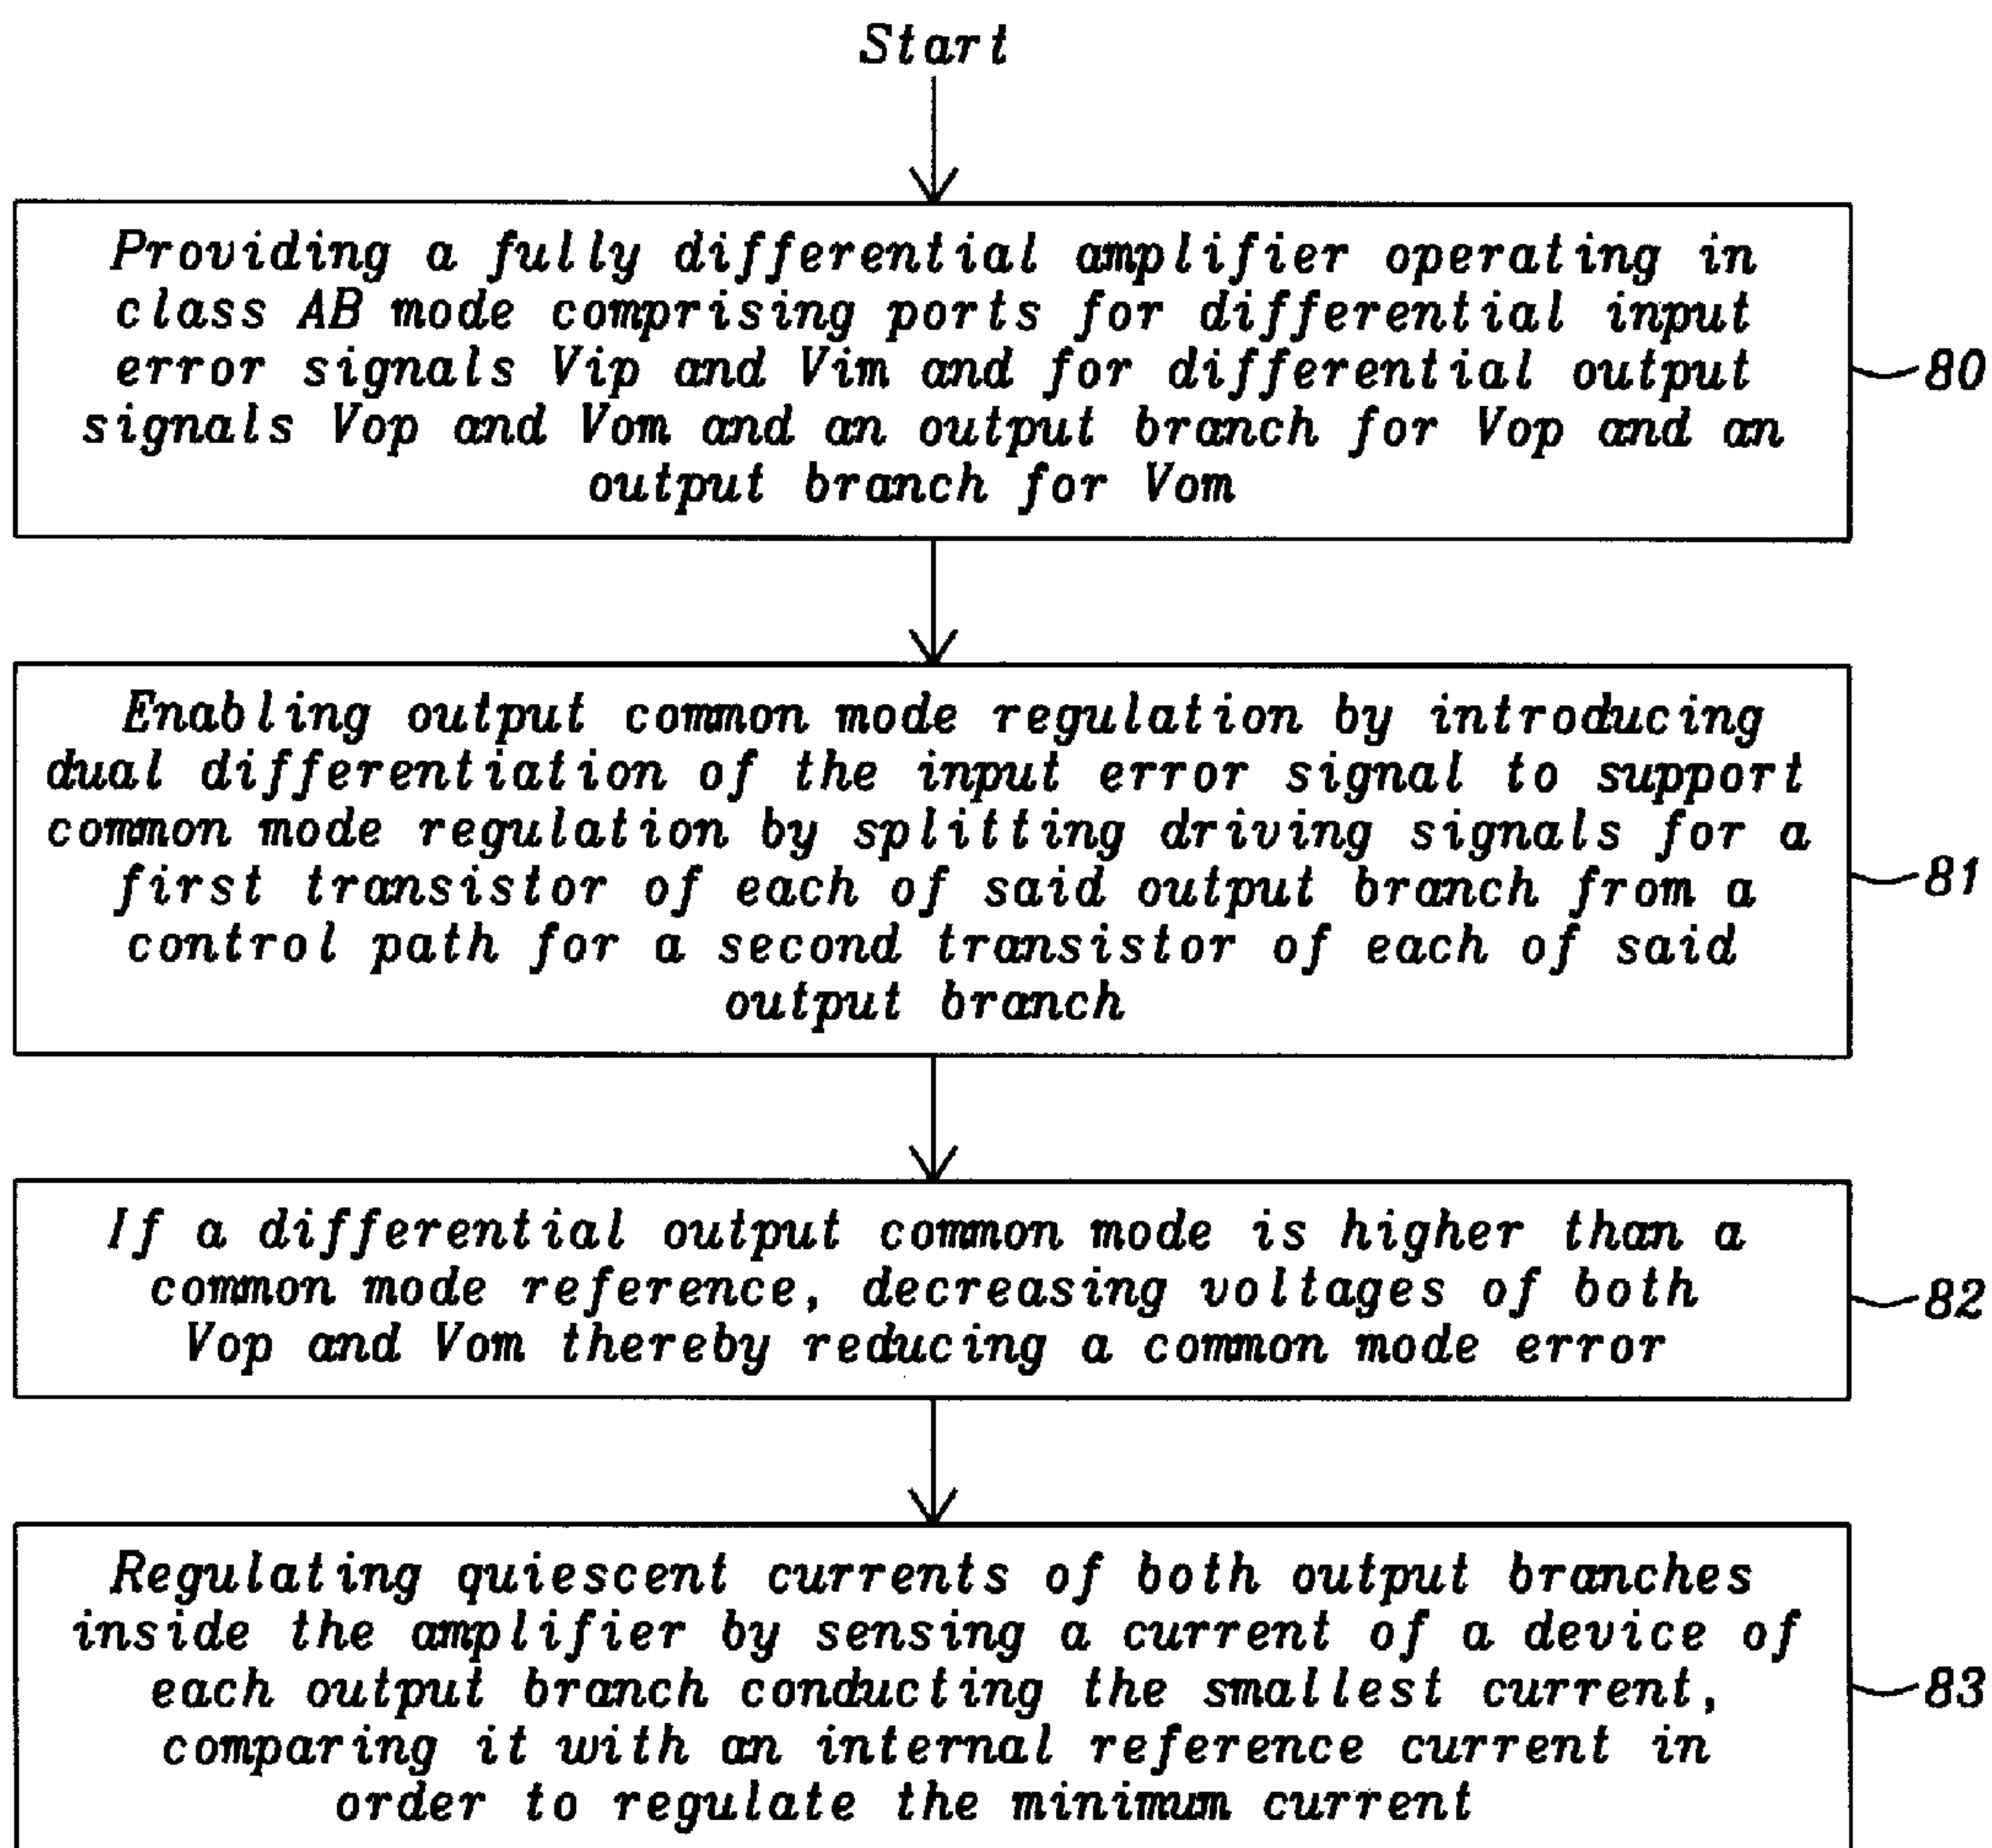 Start
Providing a fully differential amplifier operating in
class AB mode comprising ports for differential input
error signals Vip and Vim and for differential output
signals Vop and Vom and an output branch for Vop and an
output branch for Vom
80
Enabling output common mode regulation by introducing
dual differentiation of the input error signal to support
common mode regulation by splitting driving signals for a
first transistor of each of said output branch from a
control path for a second transistor of each of said
output branch
81
If a differential output common mode is higher than a
common mode reference, decreasing voltages of both
Vop and Vom thereby reducing a common mode error
82
Regulating quiescent currents of both output branches
inside the amplifier by sensing a current of a device of
each output branch conducting the smallest current,
comparing it with an internal reference current in
order to regulate the minimum current
83